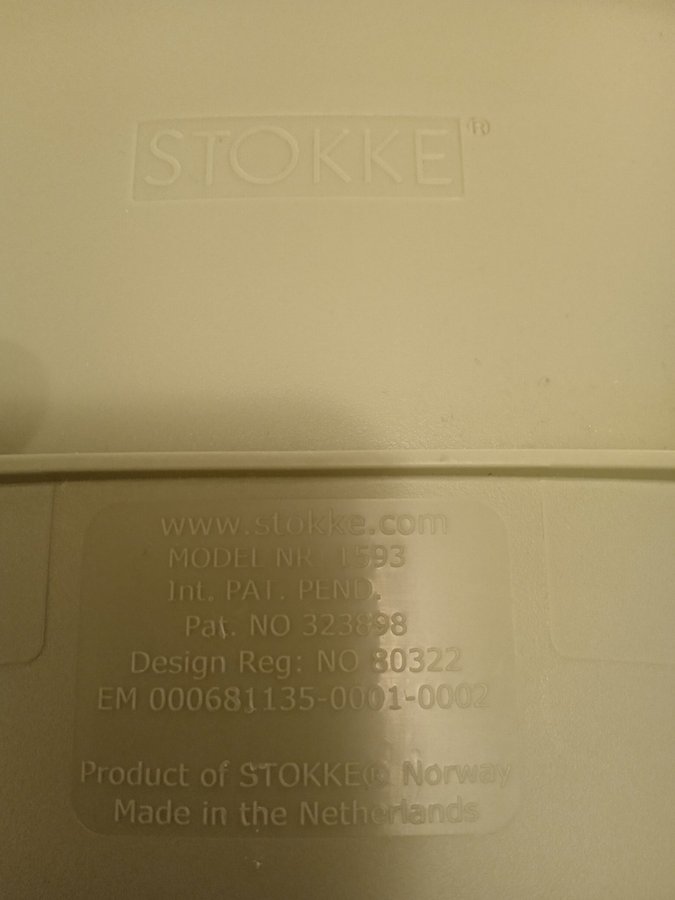 STOKKE®
www.stokke.com
MODEL NR. 1593
Int. PAT. PEND.
Pat. NO 323898
Design Reg: NO 80322
EM 000681135-0001-0002
Product of STOKKE® Norway
Made in the Netherlands